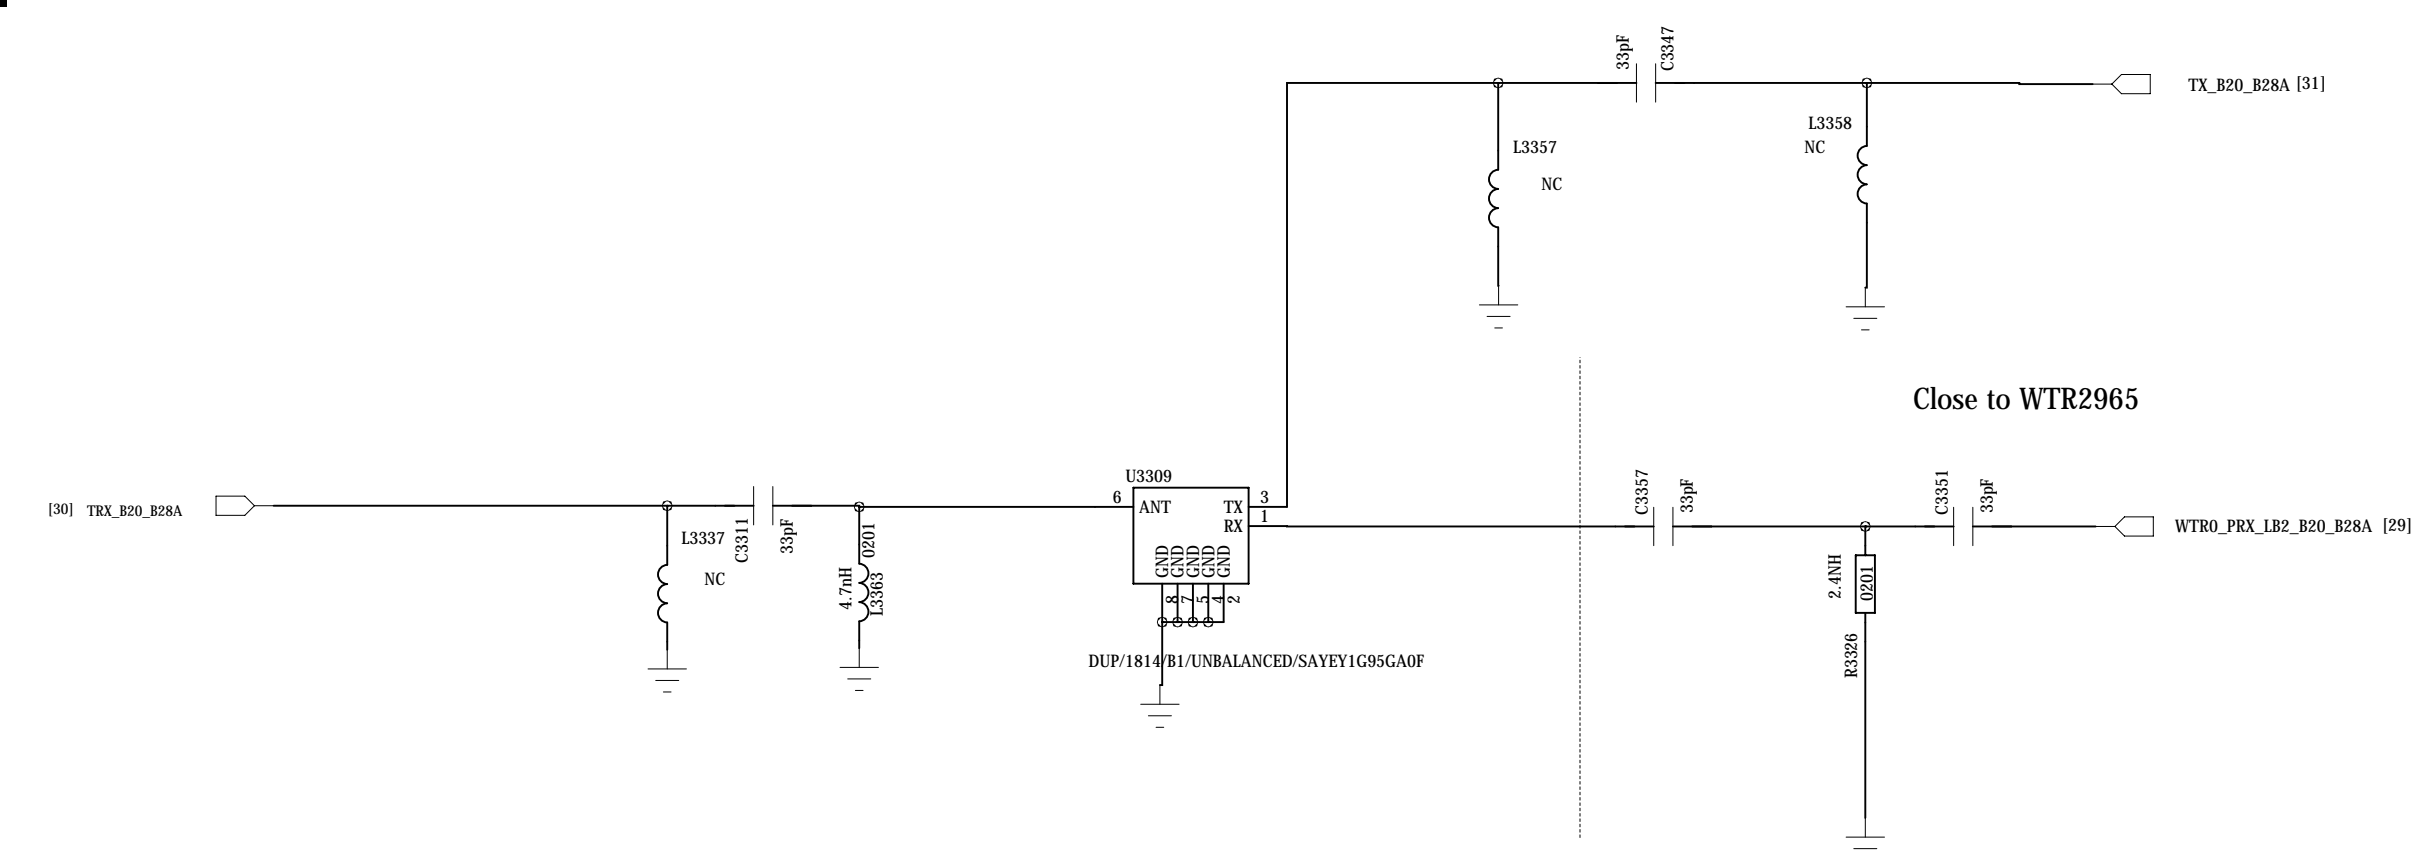 33pF
C3347
TX_B20_B28A [31]
L3358
NC
L3357
NC
Close to WTR2965
U3309
[30] TRX_B20_B28A
L3337
NC
C3311
33pF
0201
4.7nH
L3363
6
ANT
TX
RX
3
1
GND
GND
GND
GND
GND
8
7
5
4
2
DUP/1814/B1/UNBALANCED/SAYEY1G95GA0F
C3357
33pF
C3351
33pF
WTR0_PRX_LB2_B20_B28A [29]
2.4NH
0201
R3326